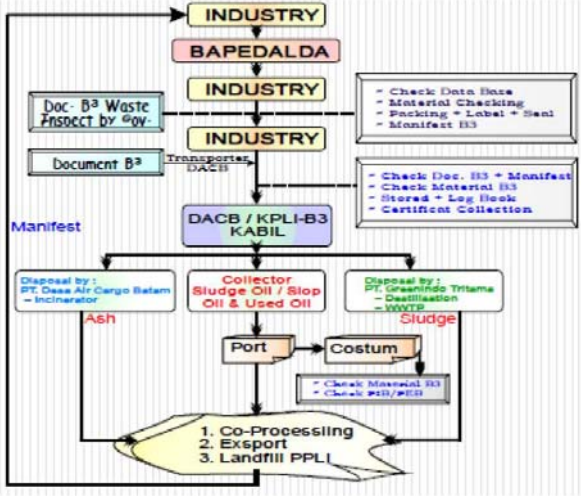 INDUSTRY
BAPEDALDA
INDUSTRY
Doc. B³ Waste
Inspect by Gov.
~ Check Data Base
~ Material Checking
~ Packing + Label + Seal
~ Manifest B3
INDUSTRY
Document B³
Transporter
DACB
~ Check Doc. B3 + Manifest
~ Check Material B3
~ Stored + Log Book
~ Certificat Collection
DACB / KPLI-B3
KABIL
Manifest
Disposal by :
PT. Desa Air Cargo Batam
– Incinerator
Collector
Sludge Oil / Slop
Oil & Used Oil
Disposal by :
PT. Greenindo Tritama
– Destilisation
– WWTP
Ash
Sludge
Port
Costum
~ Check Material B3
~ Check PIB/PEB
1. Co-Processiing
2. Exsport
3. Landfill PPLI